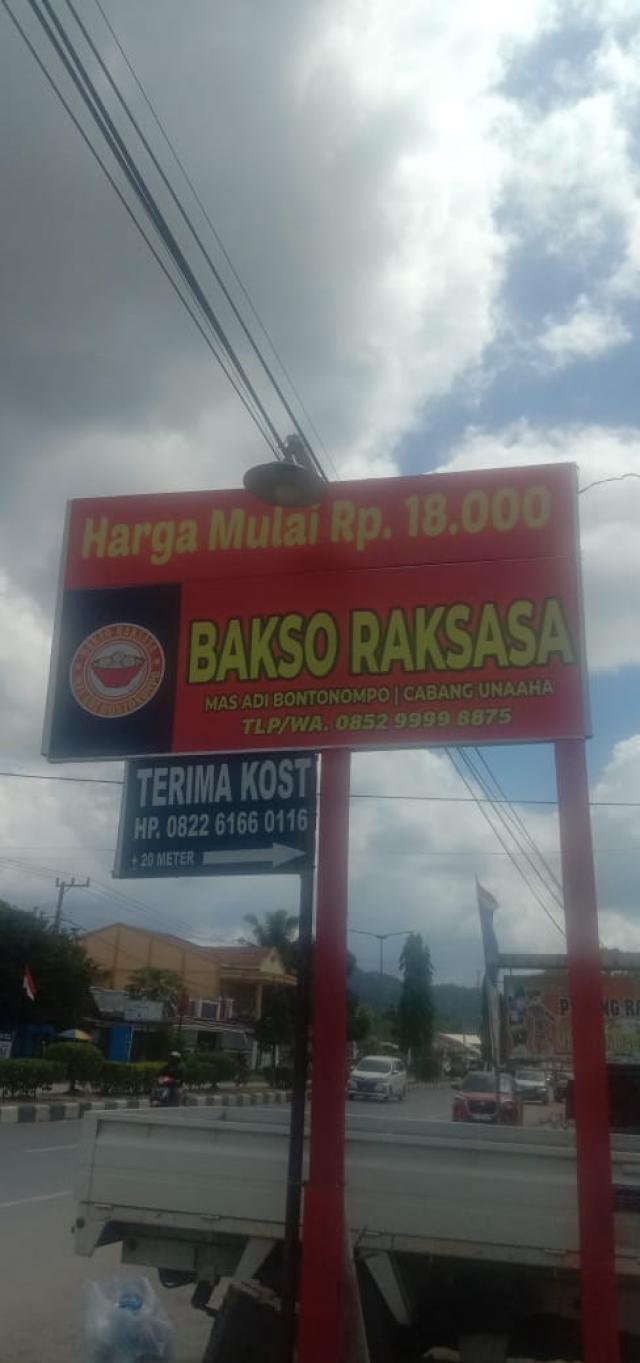 Harga Mulai Rp. 18.000
BAKSO RAKSASA
MAS ADI BONTONOMPO | CABANG UNAAHA
TLP/WA. 0852 9999 8875
TERIMA KOST
HP. 0822 6166 0116
± 20 METER